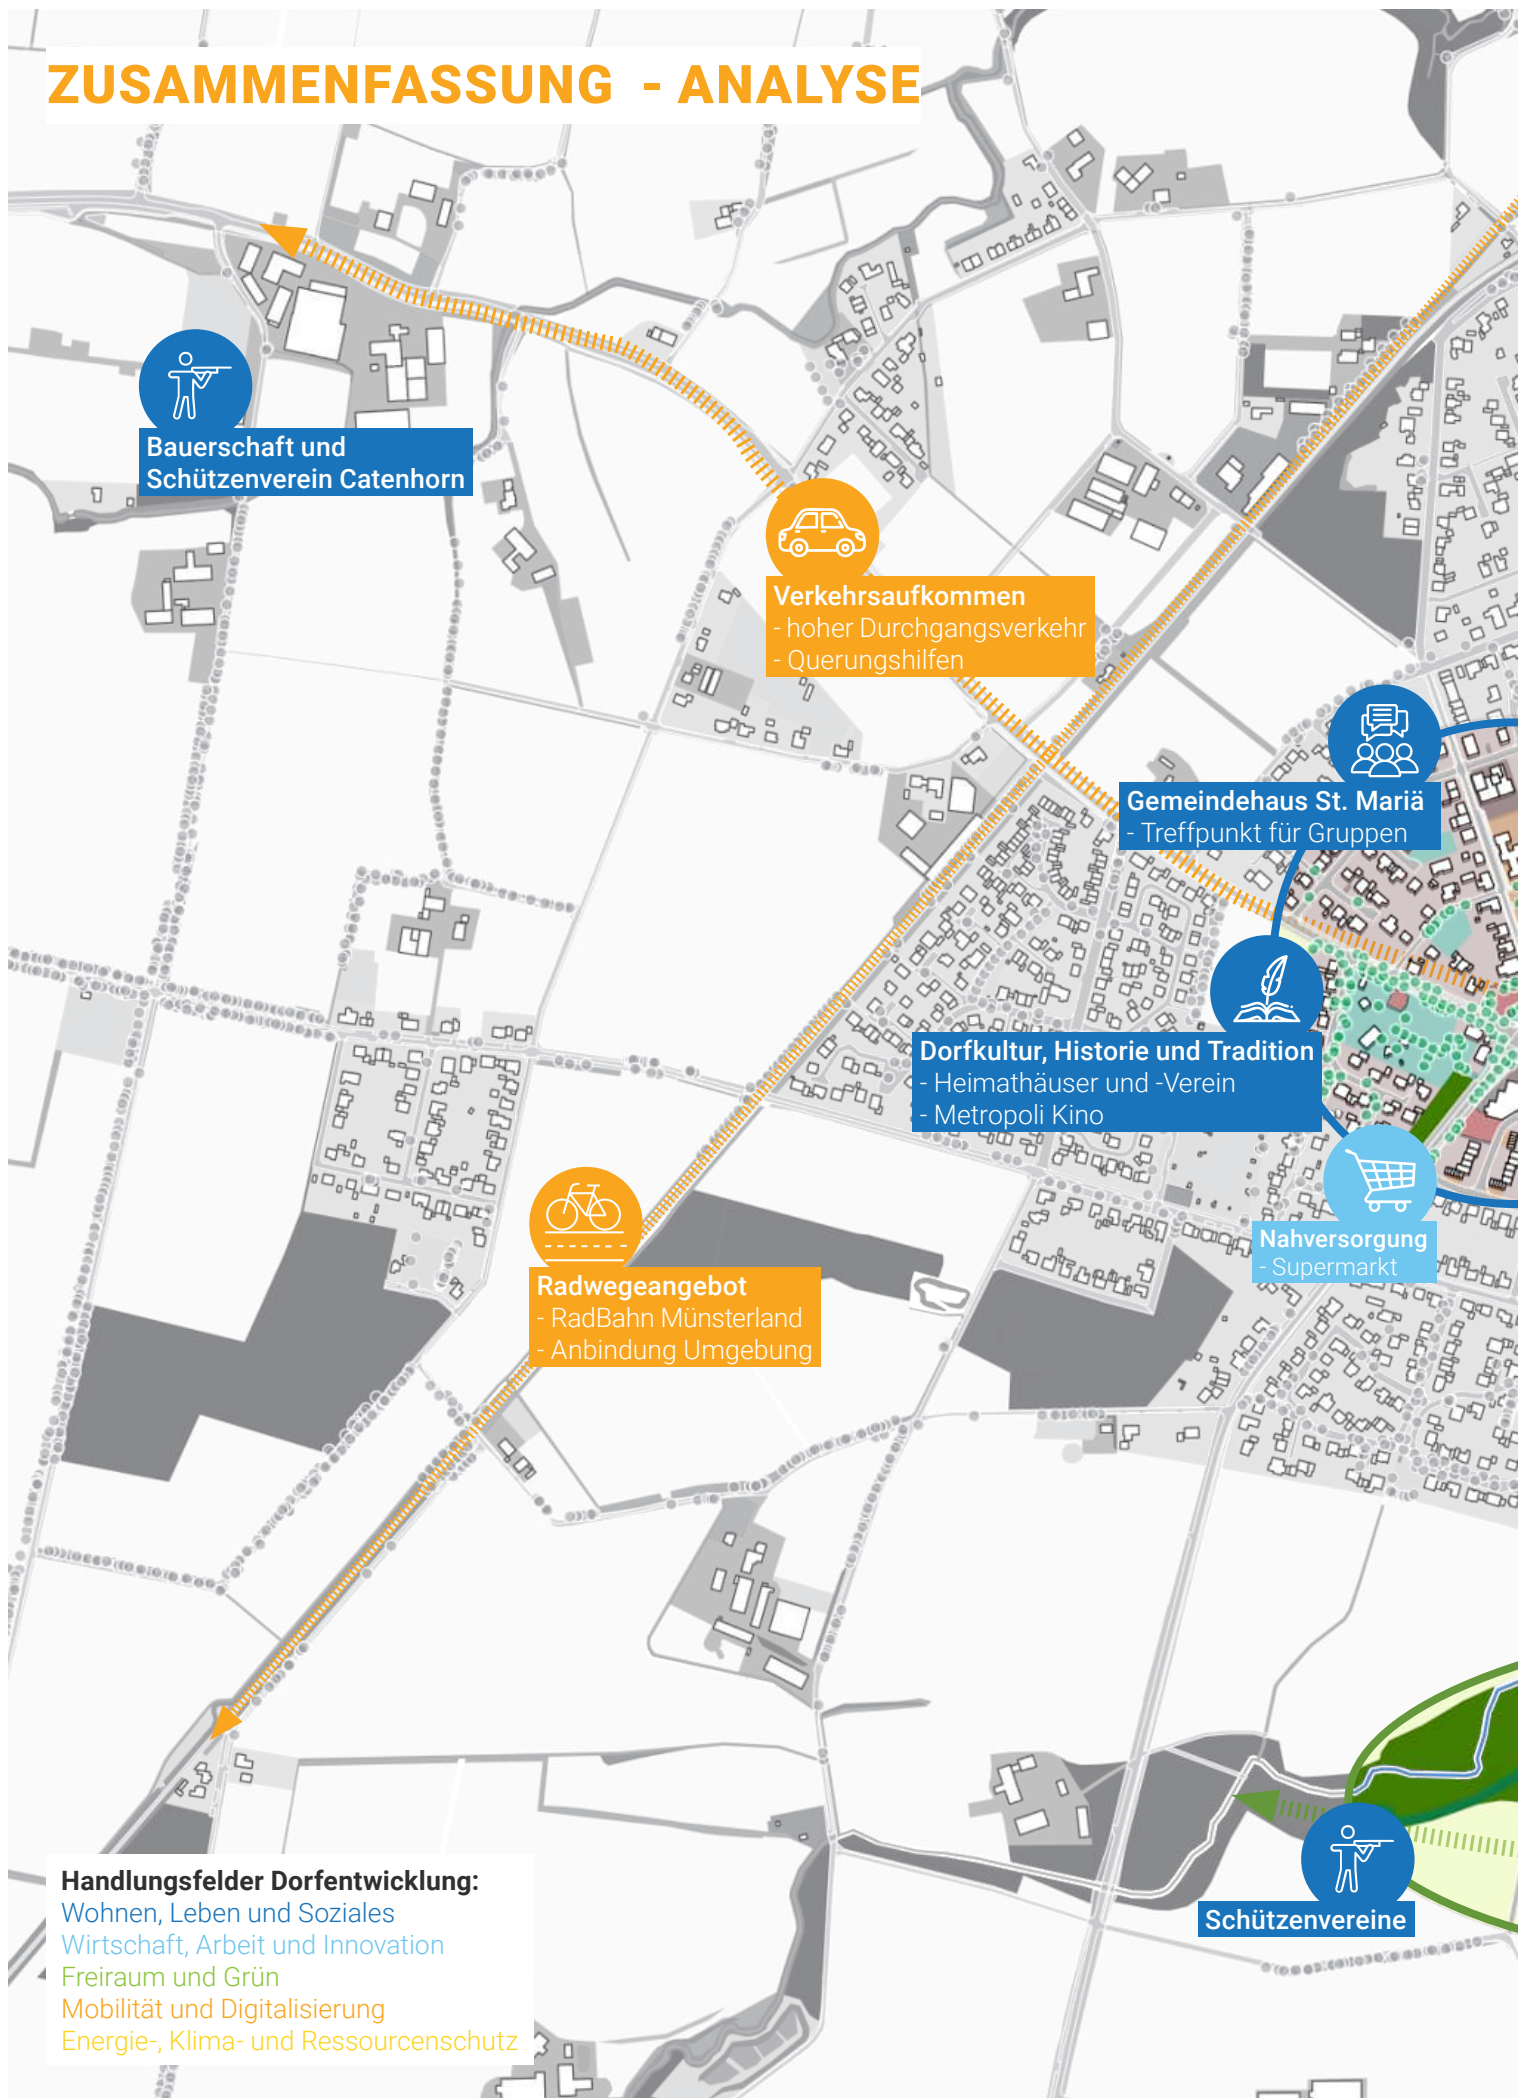 ZUSAMMENFASSUNG - ANALYSE
Bauerschaft und
Schützenverein Catenhorn
Verkehrsaufkommen
- hoher Durchgangsverkehr
- Querungshilfen
Gemeindehaus St. Mariä
- Treffpunkt für Gruppen
Dorfkultur, Historie und Tradition
- Heimathäuser und -Verein
- Metropoli Kino
Nahversorgung
- Supermarkt
Radwegeangebot
- RadBahn Münsterland
- Anbindung Umgebung
Schützenvereine
Handlungsfelder Dorfentwicklung:
Wohnen, Leben und Soziales
Wirtschaft, Arbeit und Innovation
Freiraum und Grün
Mobilität und Digitalisierung
Energie-, Klima- und Ressourcenschutz